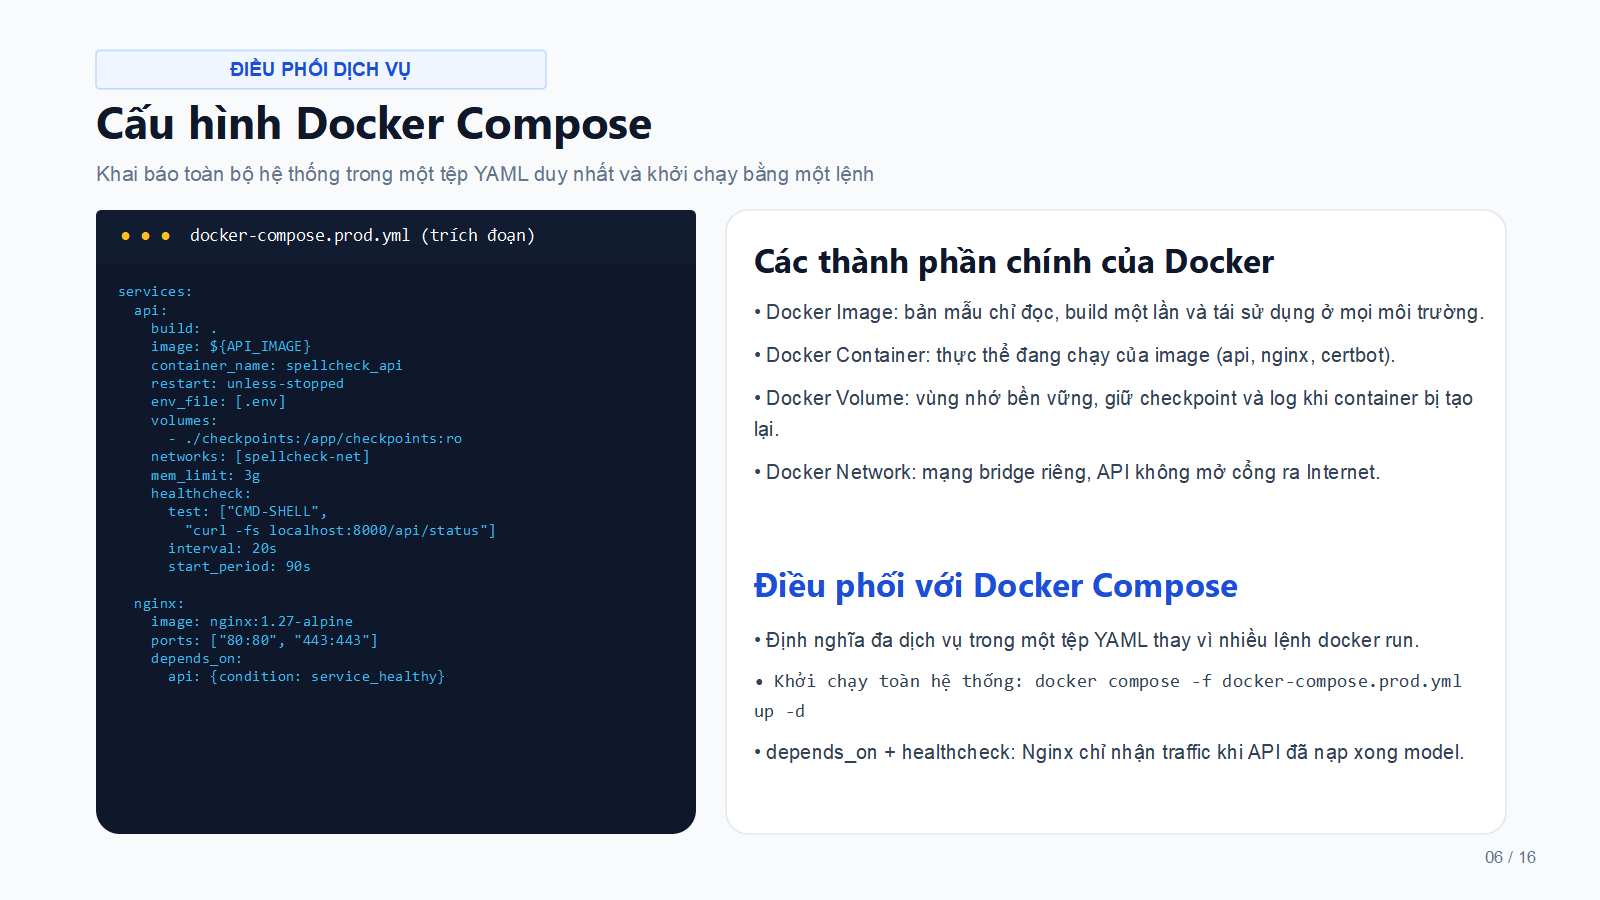 ĐIỀU PHỐI DỊCH VỤ
Cấu hình Docker Compose
Khai báo toàn bộ hệ thống trong một tệp YAML duy nhất và khởi chạy bằng một lệnh
docker-compose.prod.yml (trích đoạn)
services:
  api:
    build: .
    image: ${API_IMAGE}
    container_name: spellcheck_api
    restart: unless-stopped
    env_file: [.env]
    volumes:
      - ./checkpoints:/app/checkpoints:ro
    networks: [spellcheck-net]
    mem_limit: 3g
    healthcheck:
      test: ["CMD-SHELL",
        "curl -fs localhost:8000/api/status"]
      interval: 20s
      start_period: 90s
  nginx:
    image: nginx:1.27-alpine
    ports: ["80:80", "443:443"]
    depends_on:
      api: {condition: service_healthy}
Các thành phần chính của Docker
• Docker Image: bản mẫu chỉ đọc, build một lần và tái sử dụng ở mọi môi trường.
• Docker Container: thực thể đang chạy của image (api, nginx, certbot).
• Docker Volume: vùng nhớ bền vững, giữ checkpoint và log khi container bị tạo
lại.
• Docker Network: mạng bridge riêng, API không mở cổng ra Internet.
Điều phối với Docker Compose
• Định nghĩa đa dịch vụ trong một tệp YAML thay vì nhiều lệnh docker run.
• Khởi chạy toàn hệ thống: docker compose -f docker-compose.prod.yml
up -d
• depends_on + healthcheck: Nginx chỉ nhận traffic khi API đã nạp xong model.
06 / 16